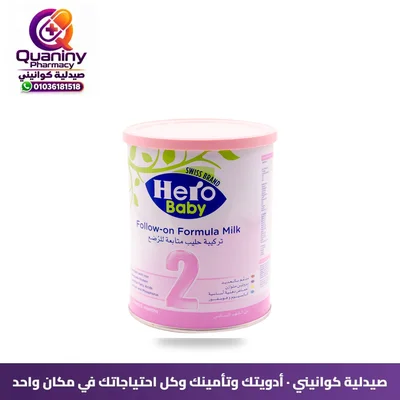 Quaniny
Pharmacy
صيدلية كوانيني
01036181518
SWISS BRAND
Hero
Baby
Follow-on Formula Milk
تركيبة حليب متابعة للرضع
2
صيدلية كوانيني - أدويتك وتأمينك وكل احتياجاتك في مكان واحد